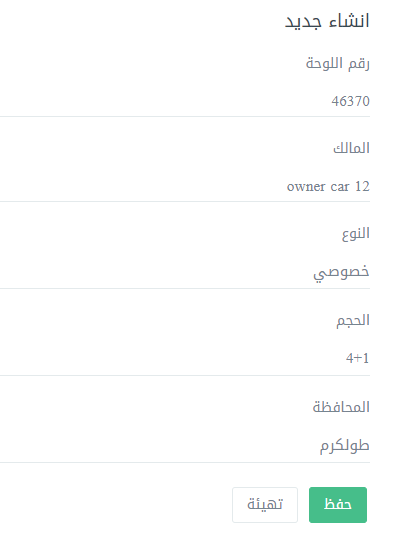 انشاء جديد
رقم اللوحة
46370
المالك
owner car 12
النوع
خصوصي
الحجم
4+1
المحافظة
طولكرم
حفظ تهيئة